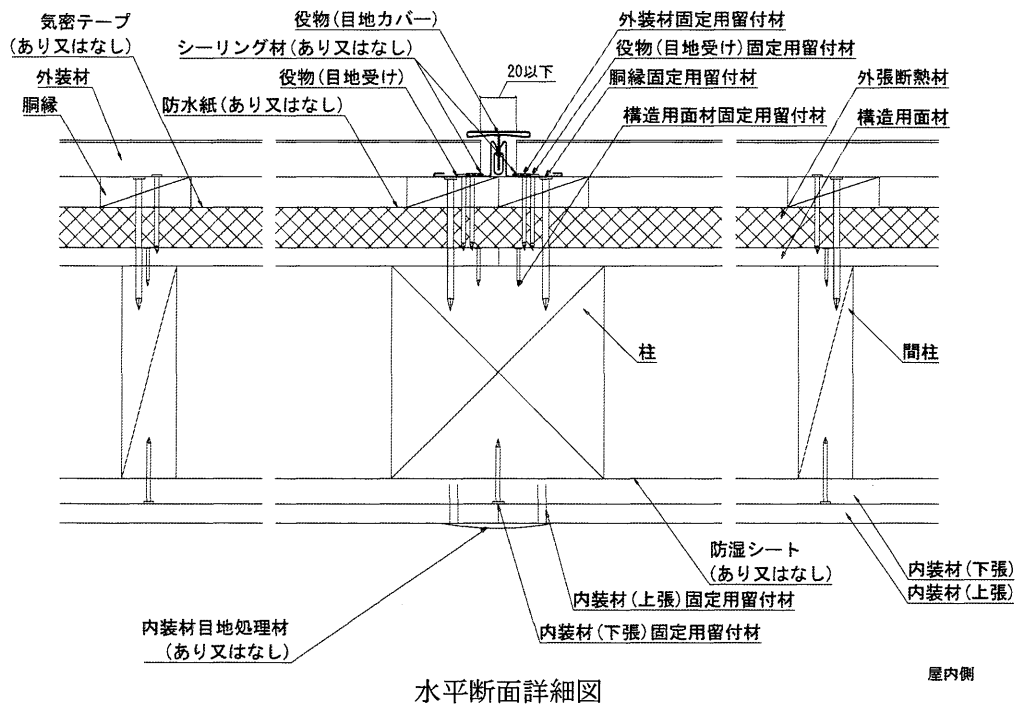 気密テープ
(あり又はなし)
外装材
胴縁
役物(目地カバー)
シーリング材(あり又はなし)
役物(目地受け)
防水紙(あり又はなし)
20以下
外装材固定用留付材
役物(目地受け)固定用留付材
胴縁固定用留付材
構造用面材固定用留付材
外張断熱材
構造用面材
柱
間柱
防湿シート
(あり又はなし)
内装材(下張)
内装材(上張)
内装材(上張)固定用留付材
内装材(下張)固定用留付材
内装材目地処理材
(あり又はなし)
屋内側
水平断面詳細図